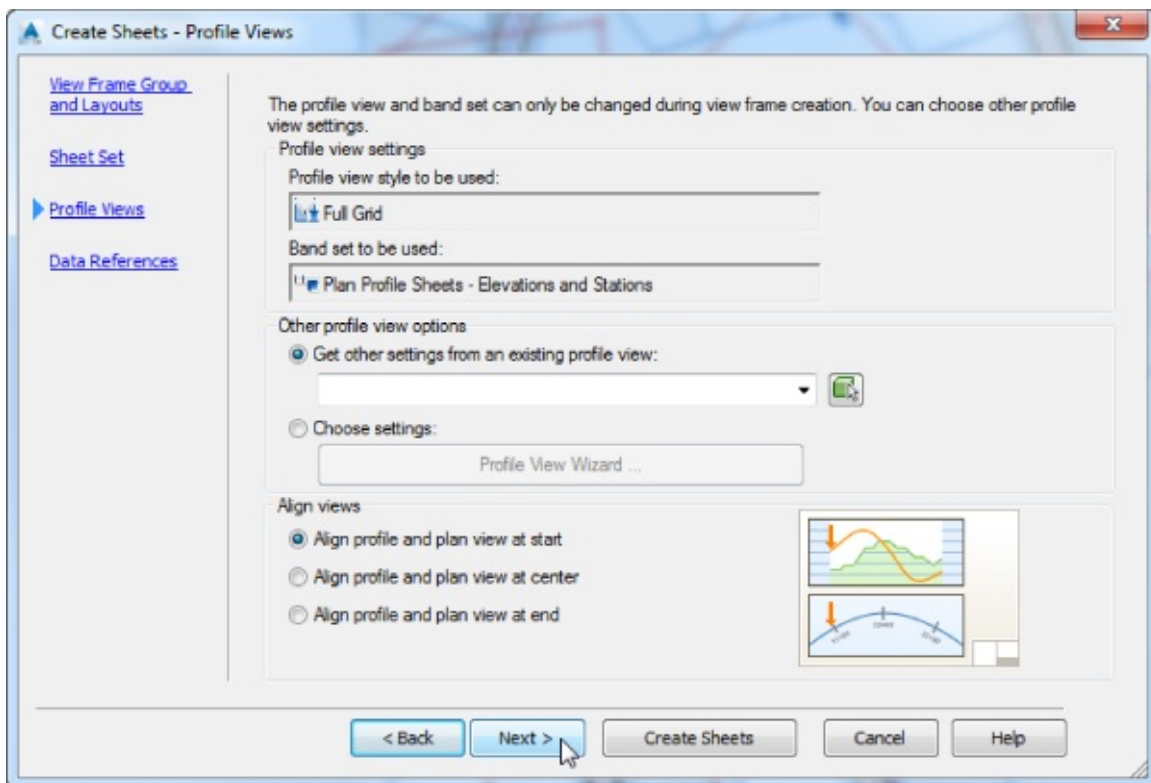 Create Sheets - Profile Views
View Frame Group
and Layouts
Sheet Set
Profile Views
Data References
The profile view and band set can only be changed during view frame creation. You can choose other profile
view settings.
Profile view settings
Profile view style to be used:
Full Grid
Band set to be used:
Plan Profile Sheets - Elevations and Stations
Other profile view options
Get other settings from an existing profile view:
Choose settings:
Profile View Wizard ...
Align views
Align profile and plan view at start
Align profile and plan view at center
Align profile and plan view at end
< Back
Next >
Create Sheets
Cancel
Help